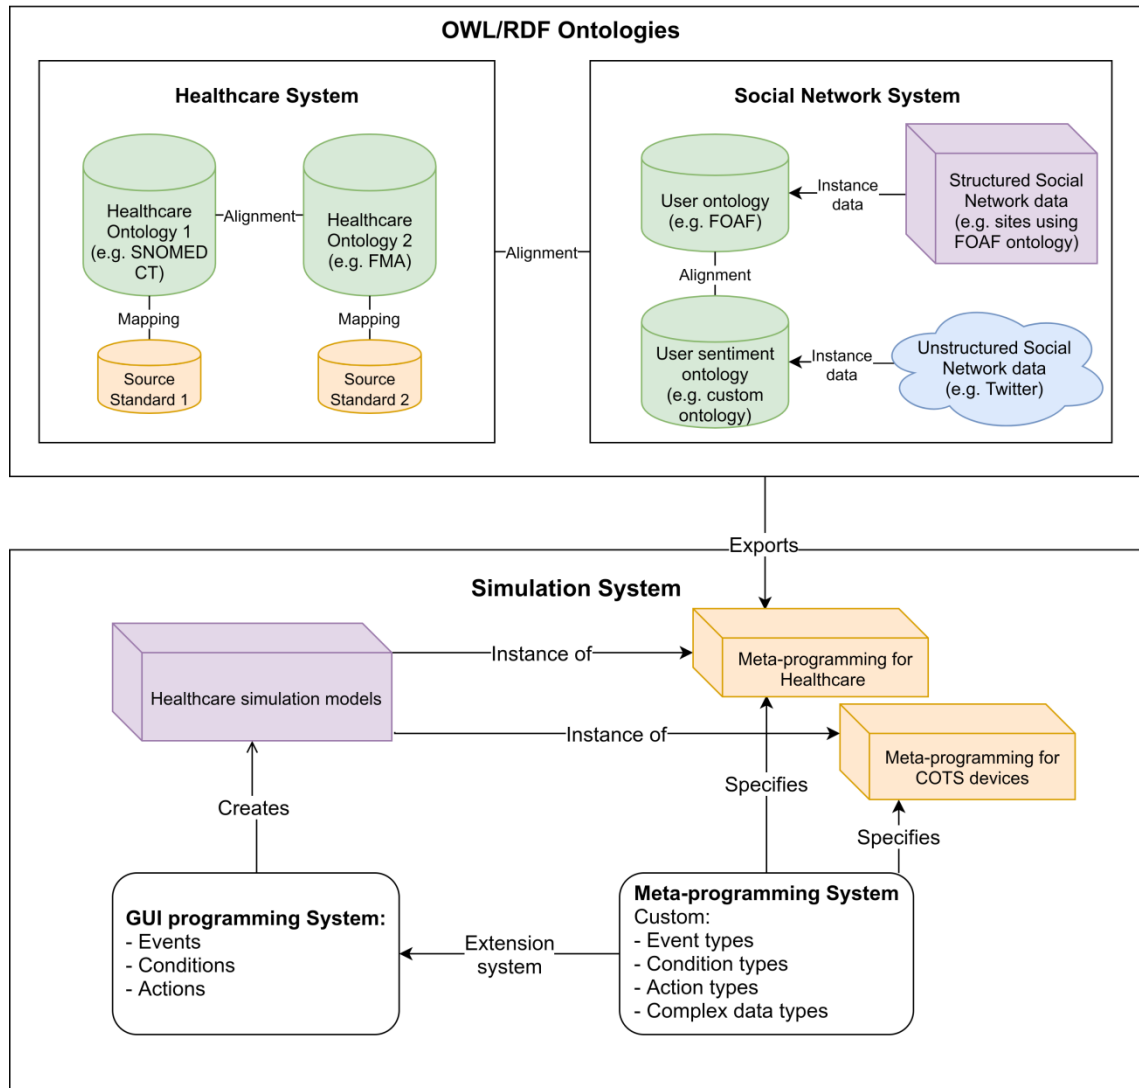 OWL/RDF Ontologies
Healthcare System
Healthcare
Ontology 1
(e.g. SNOMED
CT)
Alignment
Healthcare
Ontology 2
(e.g. FMA)
Mapping
Mapping
Source
Standard 1
Source
Standard 2
Alignment
Social Network System
User ontology
(e.g. FOAF)
Instance
data
Structured Social
Network data
(e.g. sites using
FOAF ontology)
Alignment
User sentiment
ontology
(e.g. custom
ontology)
Instance
data
Unstructured Social
Network data
(e.g. Twitter)
Exports
Simulation System
Healthcare simulation models
Instance of
Meta-programming for
Healthcare
Instance of
Meta-programming for
COTS devices
Creates
Specifies
Specifies
GUI programming System:
- Events
- Conditions
- Actions
Extension
system
Meta-programming System
Custom:
- Event types
- Condition types
- Action types
- Complex data types